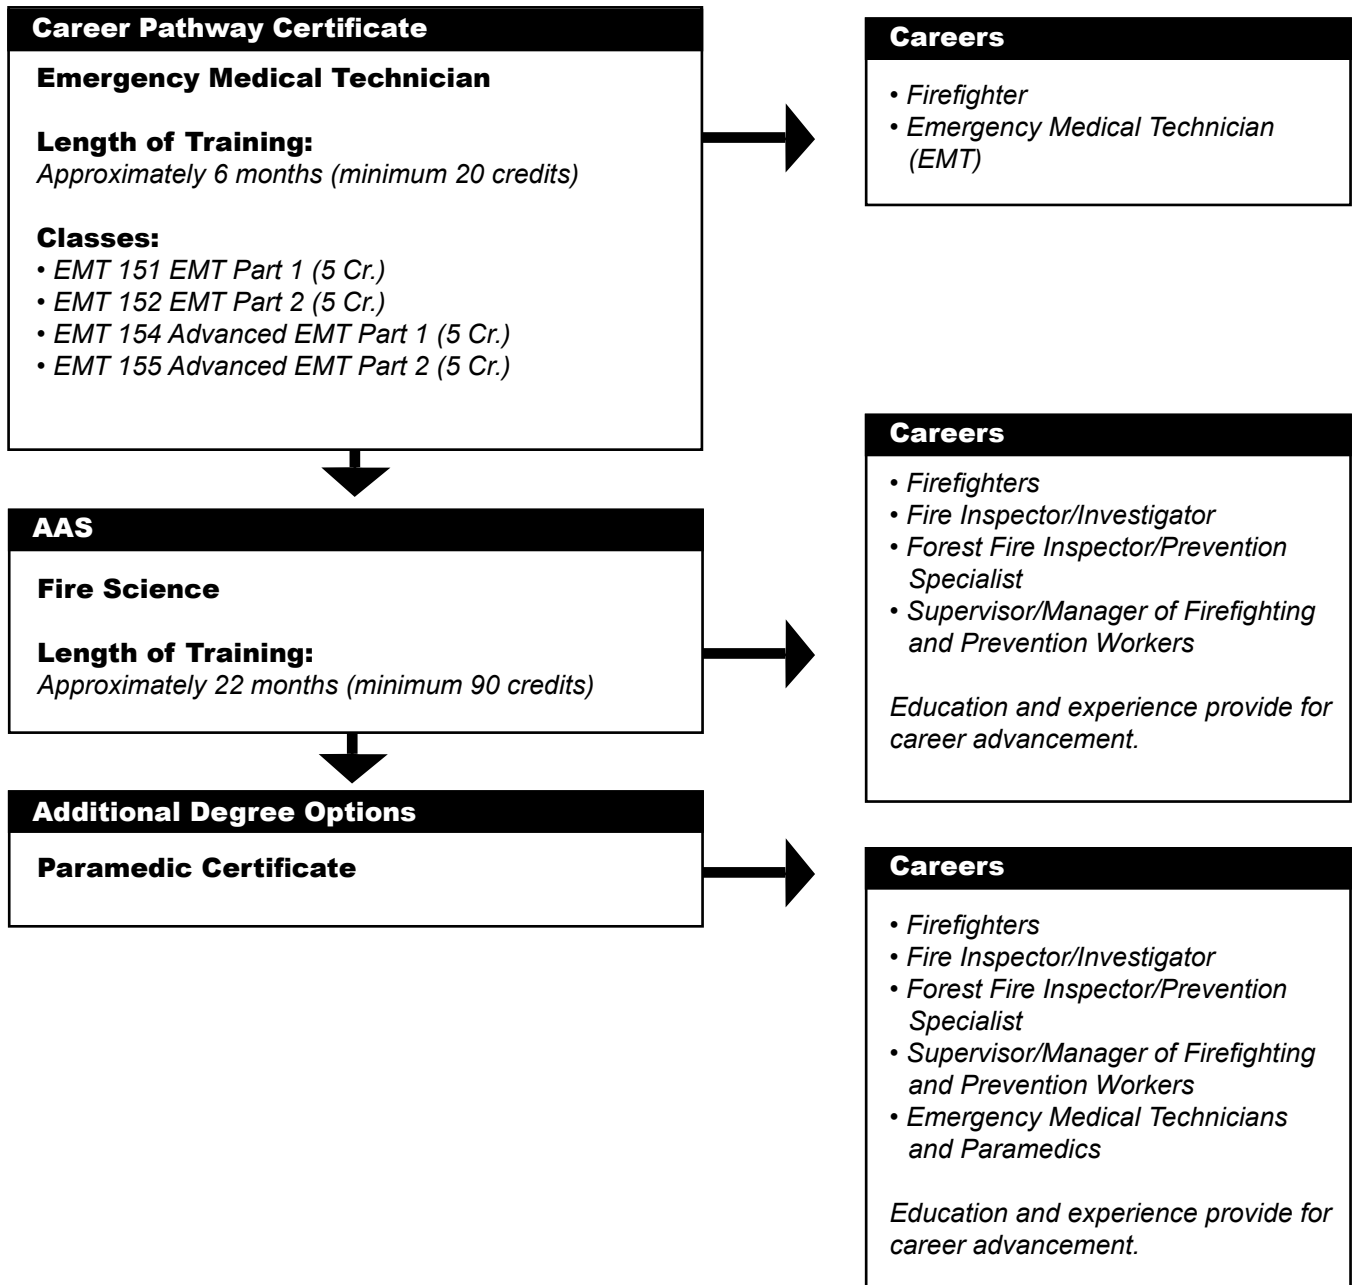 Career Pathway Certificate
Emergency Medical Technician
Length of Training:
Approximately 6 months (minimum 20 credits)
Classes:
• EMT 151 EMT Part 1 (5 Cr.)
• EMT 152 EMT Part 2 (5 Cr.)
• EMT 154 Advanced EMT Part 1 (5 Cr.)
• EMT 155 Advanced EMT Part 2 (5 Cr.)
Careers
• Firefighter
• Emergency Medical Technician
(EMT)
AAS
Fire Science
Length of Training:
Approximately 22 months (minimum 90 credits)
Careers
• Firefighters
• Fire Inspector/Investigator
• Forest Fire Inspector/Prevention
Specialist
• Supervisor/Manager of Firefighting
and Prevention Workers
Education and experience provide for
career advancement.
Additional Degree Options
Paramedic Certificate
Careers
• Firefighters
• Fire Inspector/Investigator
• Forest Fire Inspector/Prevention
Specialist
• Supervisor/Manager of Firefighting
and Prevention Workers
• Emergency Medical Technicians
and Paramedics
Education and experience provide for
career advancement.